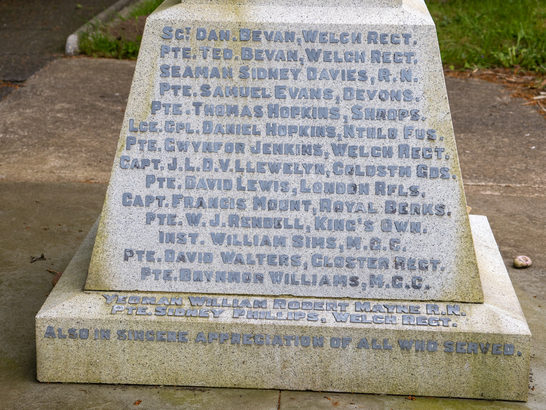 SGT DAN. BEVAN, WELCH REGT.
PTE. TED. BEVAN, WELCH REGT.
SEAMAN SIDNEY DAVIES, R.N.
PTE. SAMUEL EVANS, DEVONS.
PTE. THOMAS HOPKINS, SHROPS.
LCE. CPL. DANIEL HOPKINS, NTHLD FUS.
PTE. GWYNFOR JENKINS, WELCH REGT.
CAPT. J.L.D.V. LLEWELYN, COLDSTM GDS.
PTE. DAVID LEWIS, LONDON RFLS.
CAPT. FRANCIS MOUNT, ROYAL BERKS.
PTE. W. J. RENDELL, KING'S OWN.
INST. WILLIAM SIMS, M.G.C.
PTE. DAVID WALTERS, GLOSTER REGT.
PTE. BRYNMOR WILLIAMS, M.G.C.
YEOMAN WILLIAM ROBERT MAYNE R.N.
PTE. SIDNEY PHILLIPS. WELCH REGT.
ALSO IN SINCERE APPRECIATION OF ALL WHO SERVED.